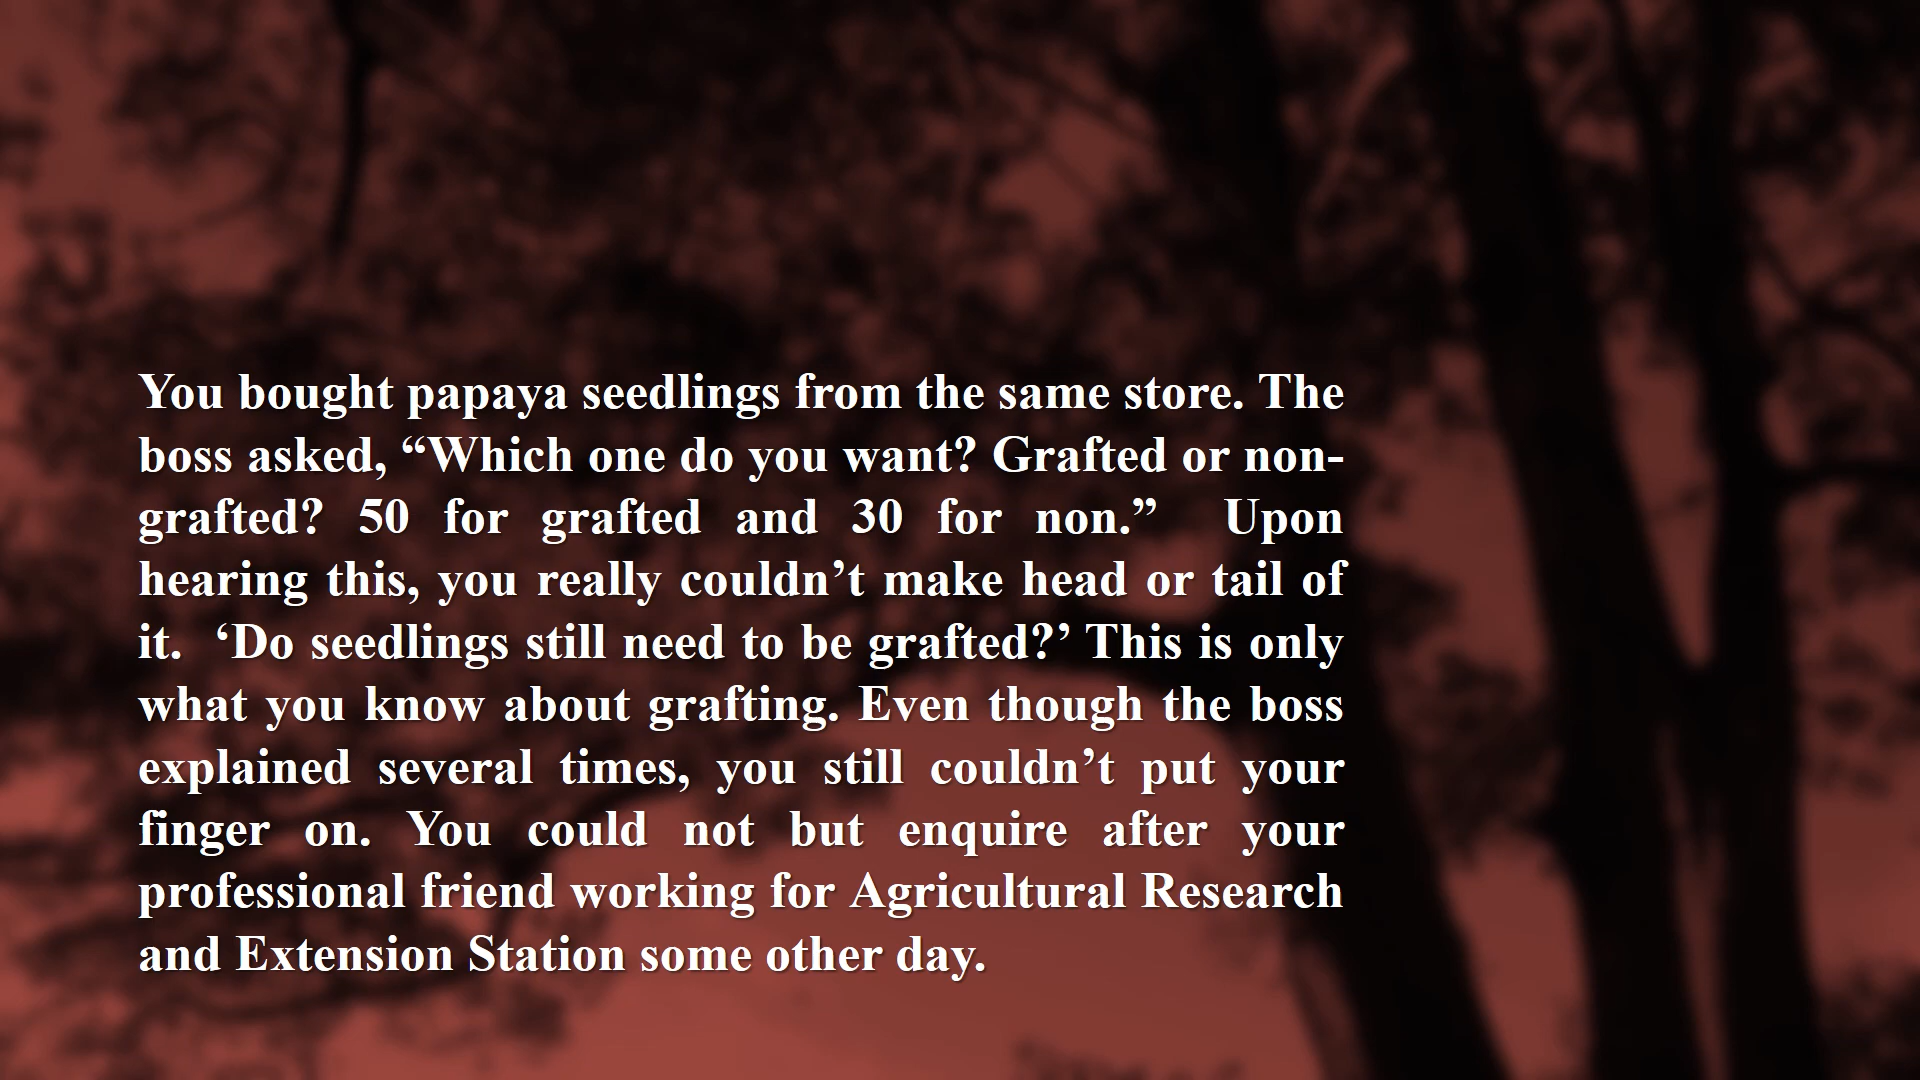 You bought papaya seedlings from the same store. The
boss asked, “Which one do you want? Grafted or non-
grafted? 50 for grafted and 30 for non.”  Upon
hearing this, you really couldn’t make head or tail of
it.  ‘Do seedlings still need to be grafted?’ This is only
what you know about grafting. Even though the boss
explained several times, you still couldn’t put your
finger on. You could not but enquire after your
professional friend working for Agricultural Research
and Extension Station some other day.